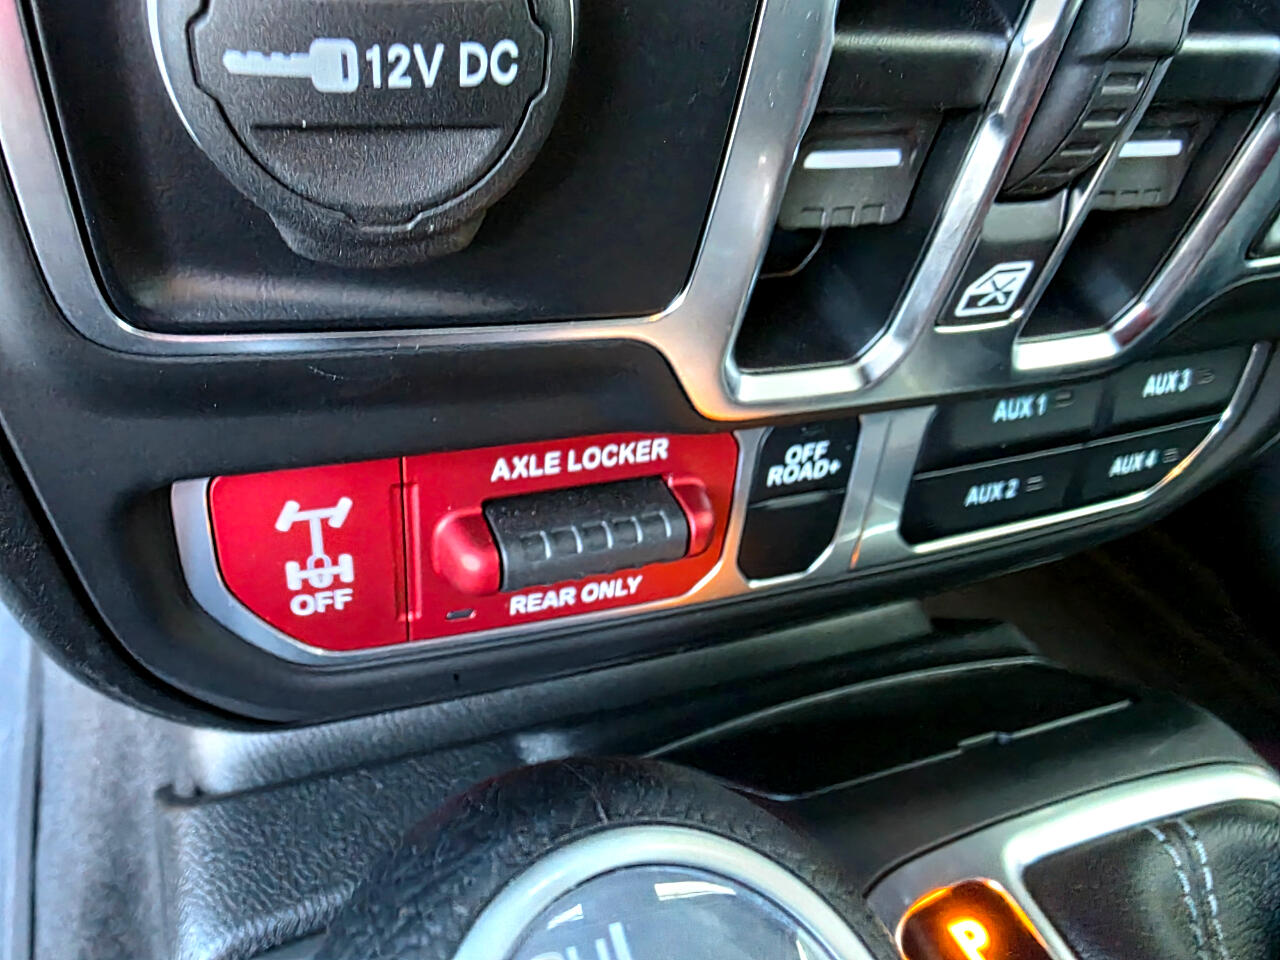 12V DC
AXLE LOCKER
REAR ONLY
OFF
OFF
ROAD+
AUX 1
AUX 3
AUX 2
AUX 4
P